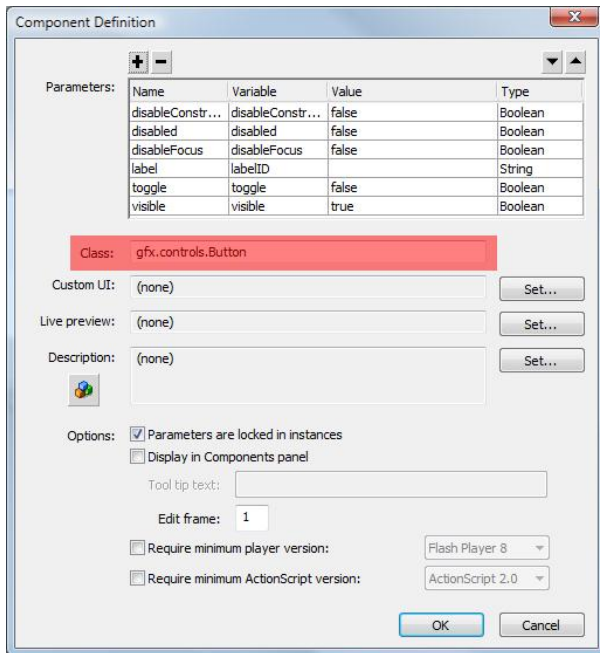 Component Definition
Parameters:
Name Variable Value Type
disableConstr... disableConstr... false Boolean
disabled disabled false Boolean
disableFocus disableFocus false Boolean
label labelID String
toggle toggle false Boolean
visible visible true Boolean
Class: gfx.controls.Button
Custom UI: (none) Set...
Live preview: (none) Set...
Description: (none) Set...
Options: Parameters are locked in instances
Display in Components panel
Tool tip text:
Edit frame: 1
Require minimum player version: Flash Player 8
Require minimum ActionScript version: ActionScript 2.0
OK Cancel